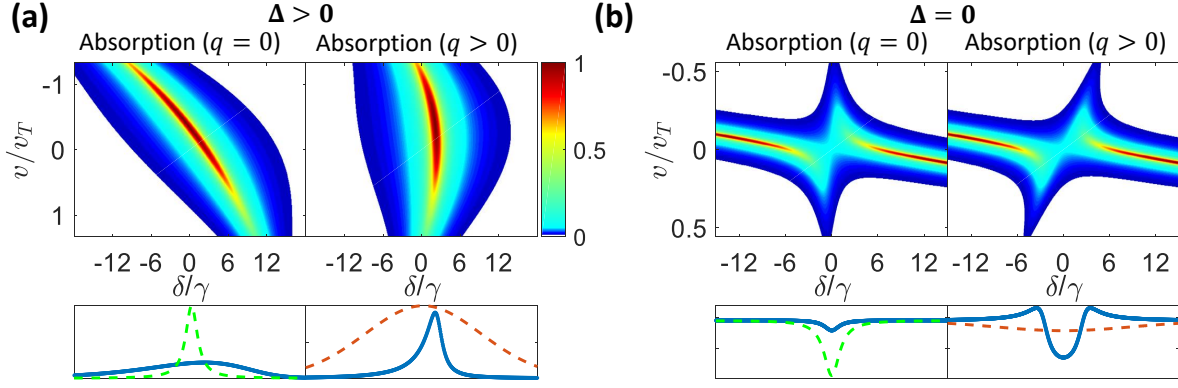 (a)
Δ > 0
Absorption (q = 0)
Absorption (q > 0)
v/v_T
-1
0
1
-12 -6 0 6 12
-12 -6 0 6 12
δ/γ
δ/γ
1
0.5
0
(b)
Δ = 0
Absorption (q = 0)
Absorption (q > 0)
v/v_T
-0.5
0
0.5
-12 -6 0 6 12
-12 -6 0 6 12
δ/γ
δ/γ